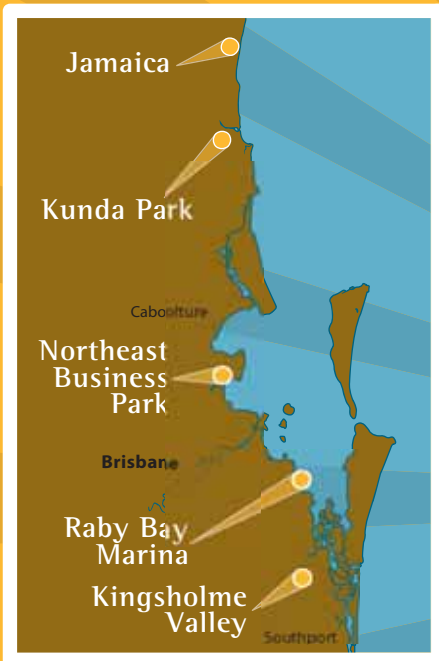 Jamaica
Kunda Park
Caboolture
Northeast
Business
Park
Brisbane
Raby Bay
Marina
Kingsholme
Valley
Southport